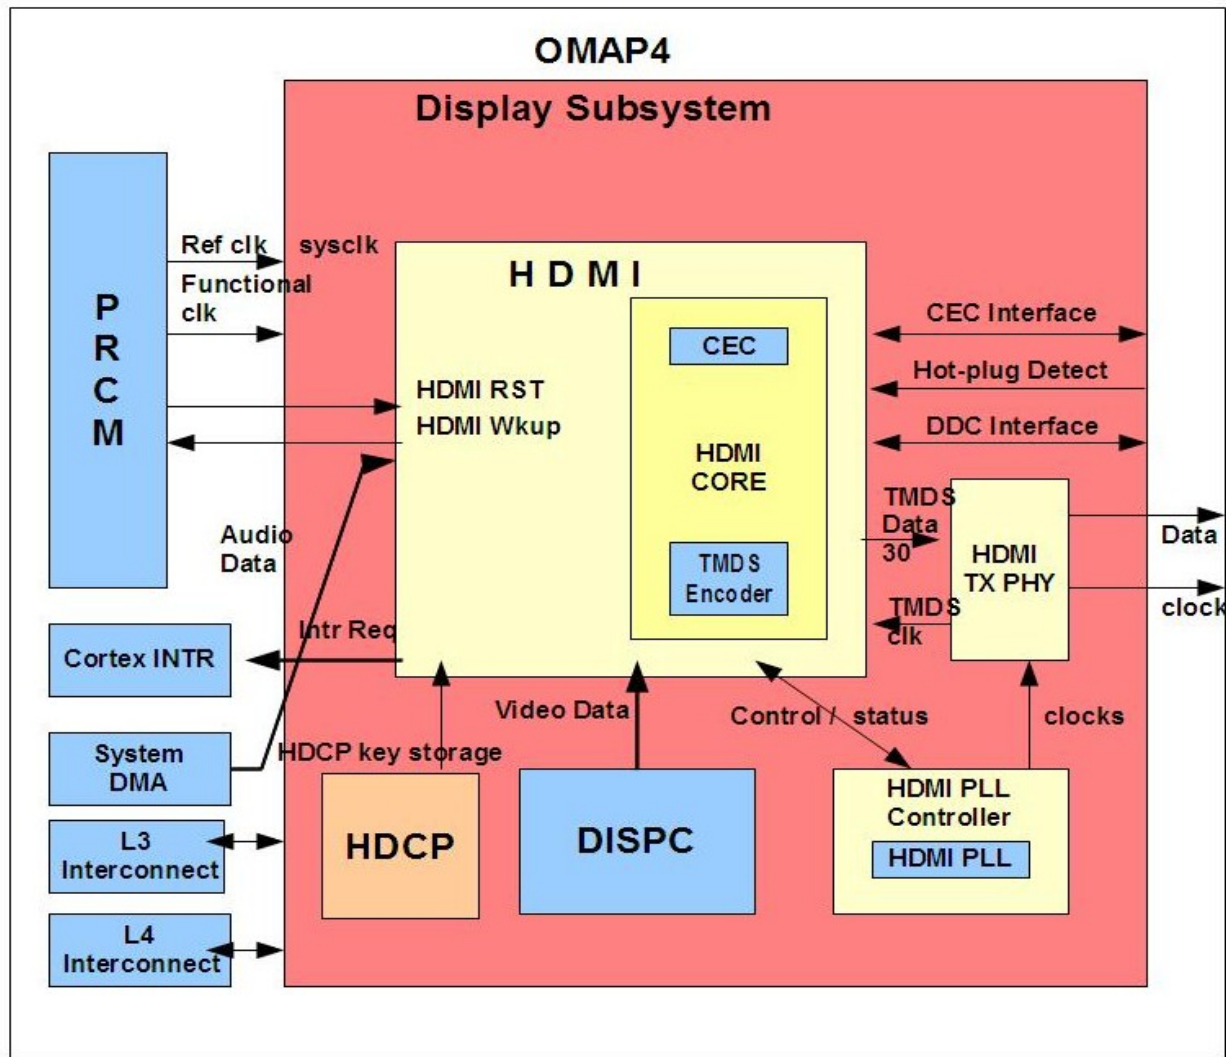 OMAP4
Display Subsystem
P
R
C
M
Ref clk
sysclk
Functional
clk
H D M I
CEC
HDMI RST
HDMI Wkup
HDMI
CORE
TMDS
Encoder
CEC Interface
Hot-plug Detect
DDC Interface
TMDS
Data
30
HDMI
TX PHY
Data
clock
TMDS
clk
Audio
Data
Intr Req
Cortex INTR
Video Data
Control / status
clocks
System
DMA
HDCP key storage
HDCP
DISPC
HDMI PLL
Controller
HDMI PLL
L3
Interconnect
L4
Interconnect